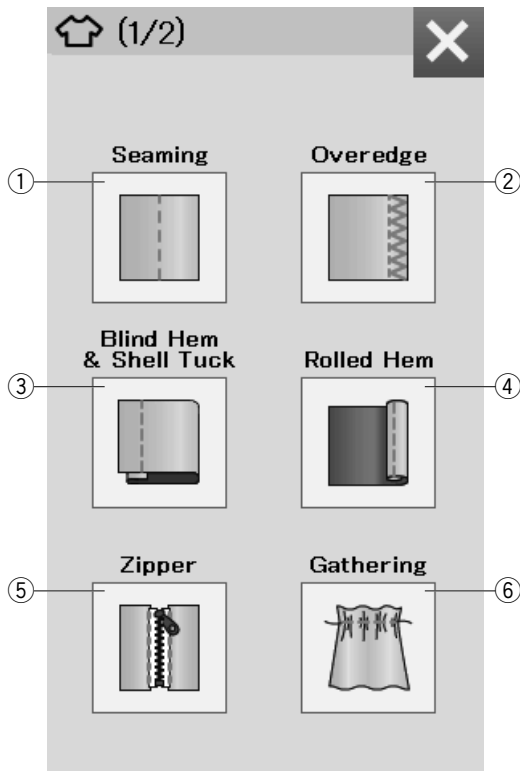 (1/2)
Seaming
Overedge
① ②
Blind Hem
& Shell Tuck
Rolled Hem
③ ④
Zipper
Gathering
⑤ ⑥